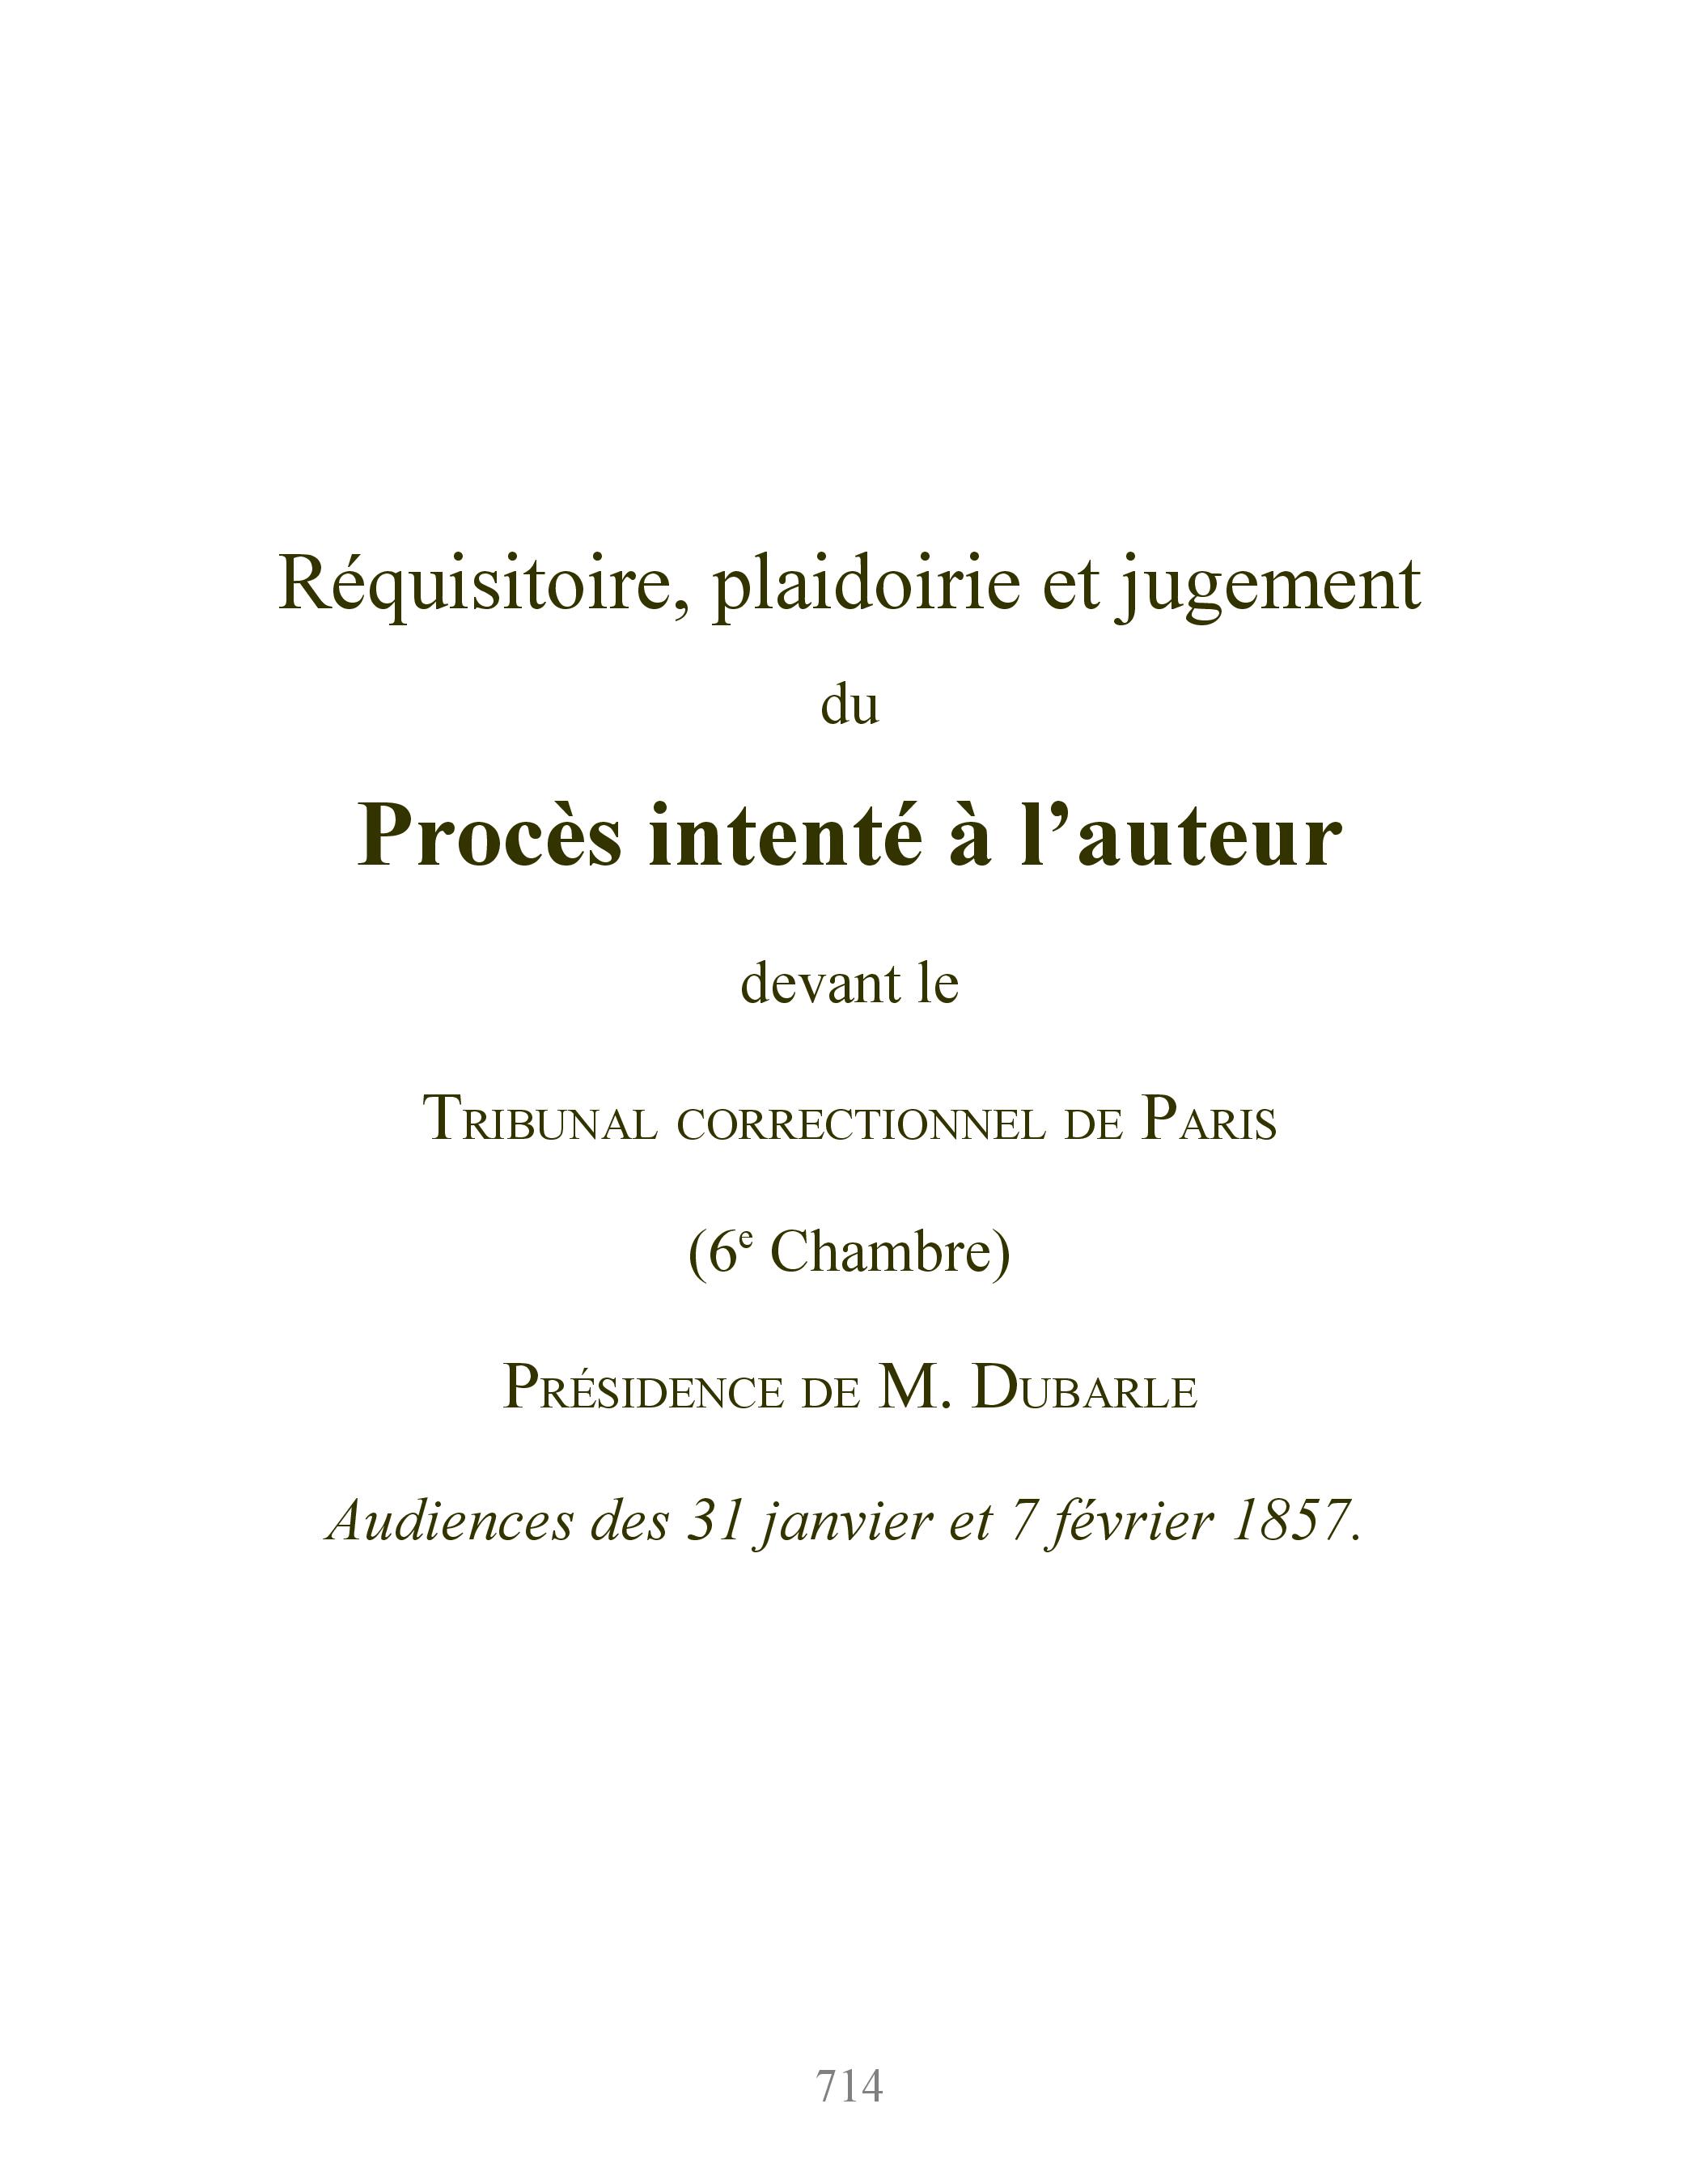 Réquisitoire, plaidoirie et jugement
du
Procès intenté à l’auteur
devant le
Tribunal correctionnel de Paris
(6e Chambre)
Présidence de M. Dubarle
Audiences des 31 janvier et 7 février 1857.
714